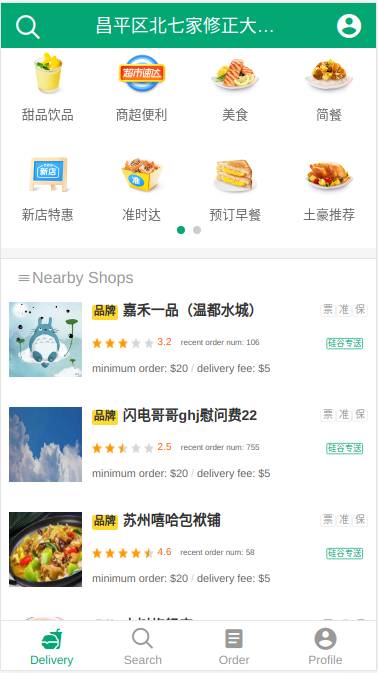 昌平区北七家修正大…
超市速达
new
新店
准
甜品饮品 商超便利 美食 简餐
新店特惠 准时达 预订早餐 土豪推荐
Nearby Shops
品牌 嘉禾一品（温都水城） 票 准 保
3.2 recent order num: 106 硅谷专送
minimum order: $20 / delivery fee: $5
品牌 闪电哥哥ghj慰问费22 票 准 保
2.5 recent order num: 755 硅谷专送
minimum order: $20 / delivery fee: $5
品牌 苏州嘻哈包袱铺 票 准 保
4.6 recent order num: 58 硅谷专送
minimum order: $20 / delivery fee: $5
Delivery Search Order Profile